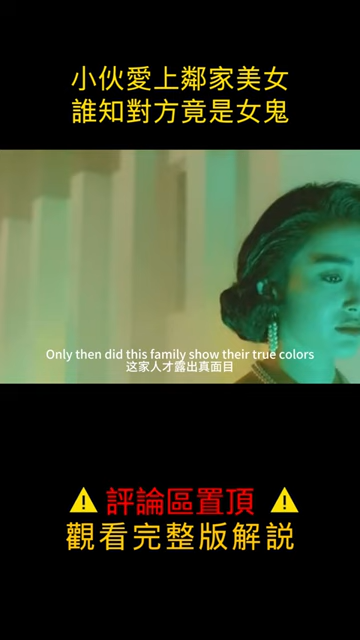 小伙愛上鄰家美女
誰知對方竟是女鬼
Only then did this family show their true colors
这家人才露出真面目
評論區置頂
觀看完整版解説